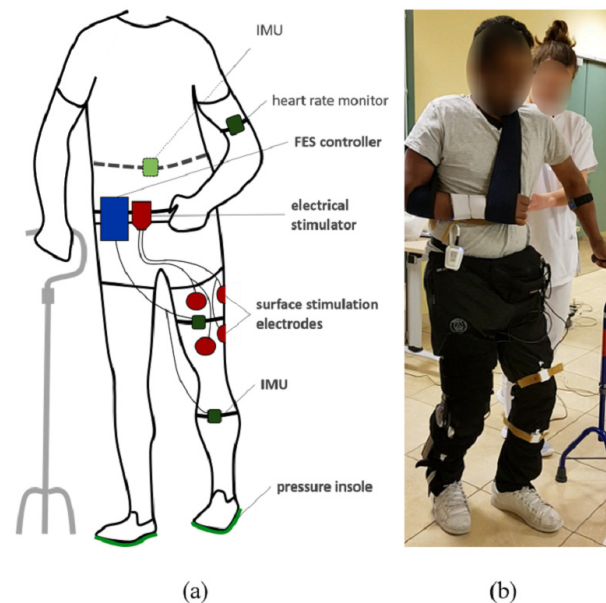 IMU
heart rate monitor
FES controller
electrical
stimulator
surface stimulation
electrodes
IMU
pressure insole
(a)
(b)